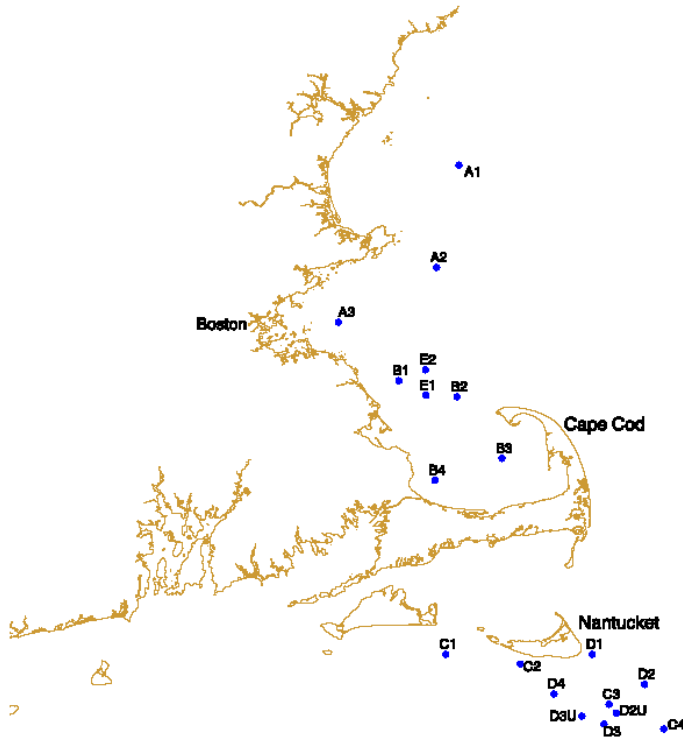 A1
A2
A3
Boston
E2
B1
E1
B2
Cape Cod
B3
B4
Nantucket
C1
D1
C2
D2
D4
C3
D3U
D2U
D3
C4